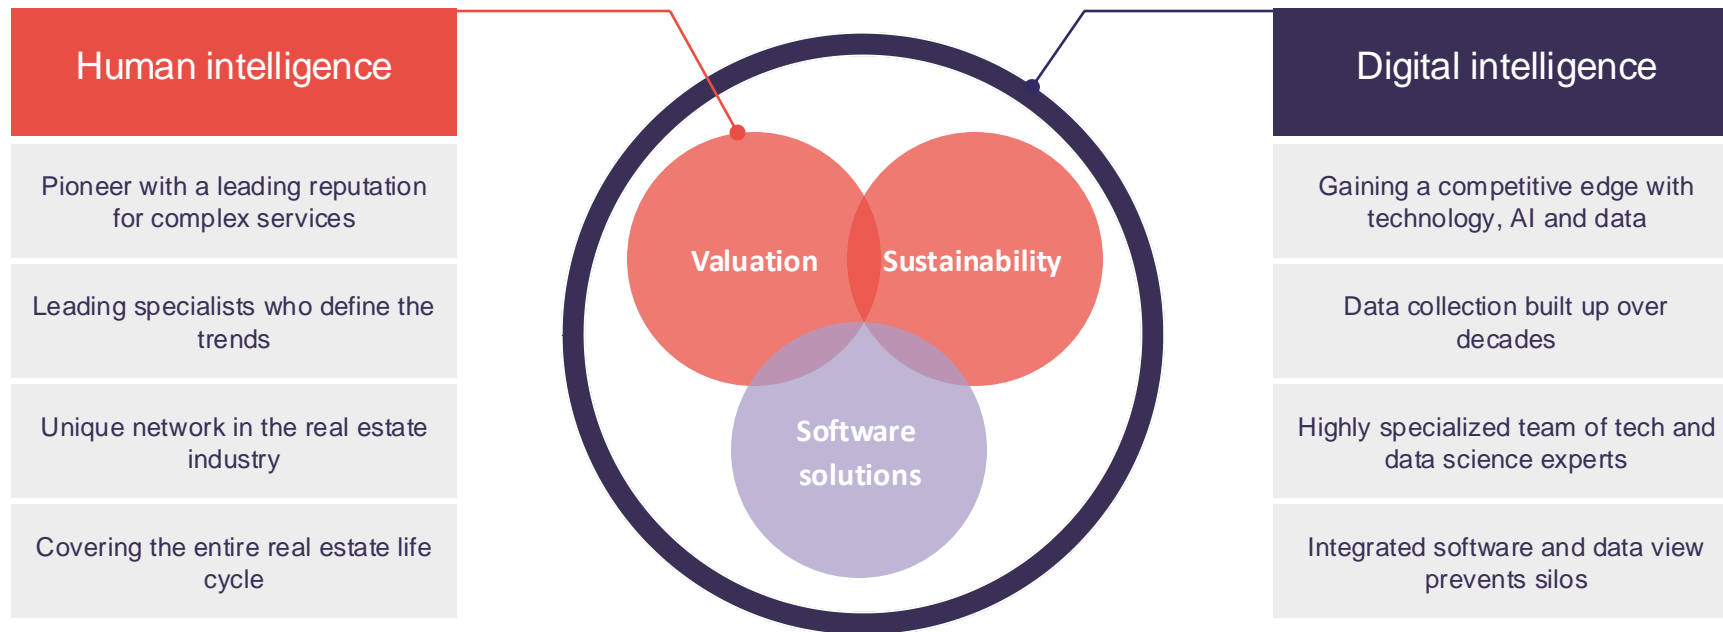 Human intelligence
Pioneer with a leading reputation
for complex services
Leading specialists who define the
trends
Unique network in the real estate
industry
Covering the entire real estate life
cycle
Valuation
Sustainability
Software
solutions
Digital intelligence
Gaining a competitive edge with
technology, AI and data
Data collection built up over
decades
Highly specialized team of tech and
data science experts
Integrated software and data view
prevents silos